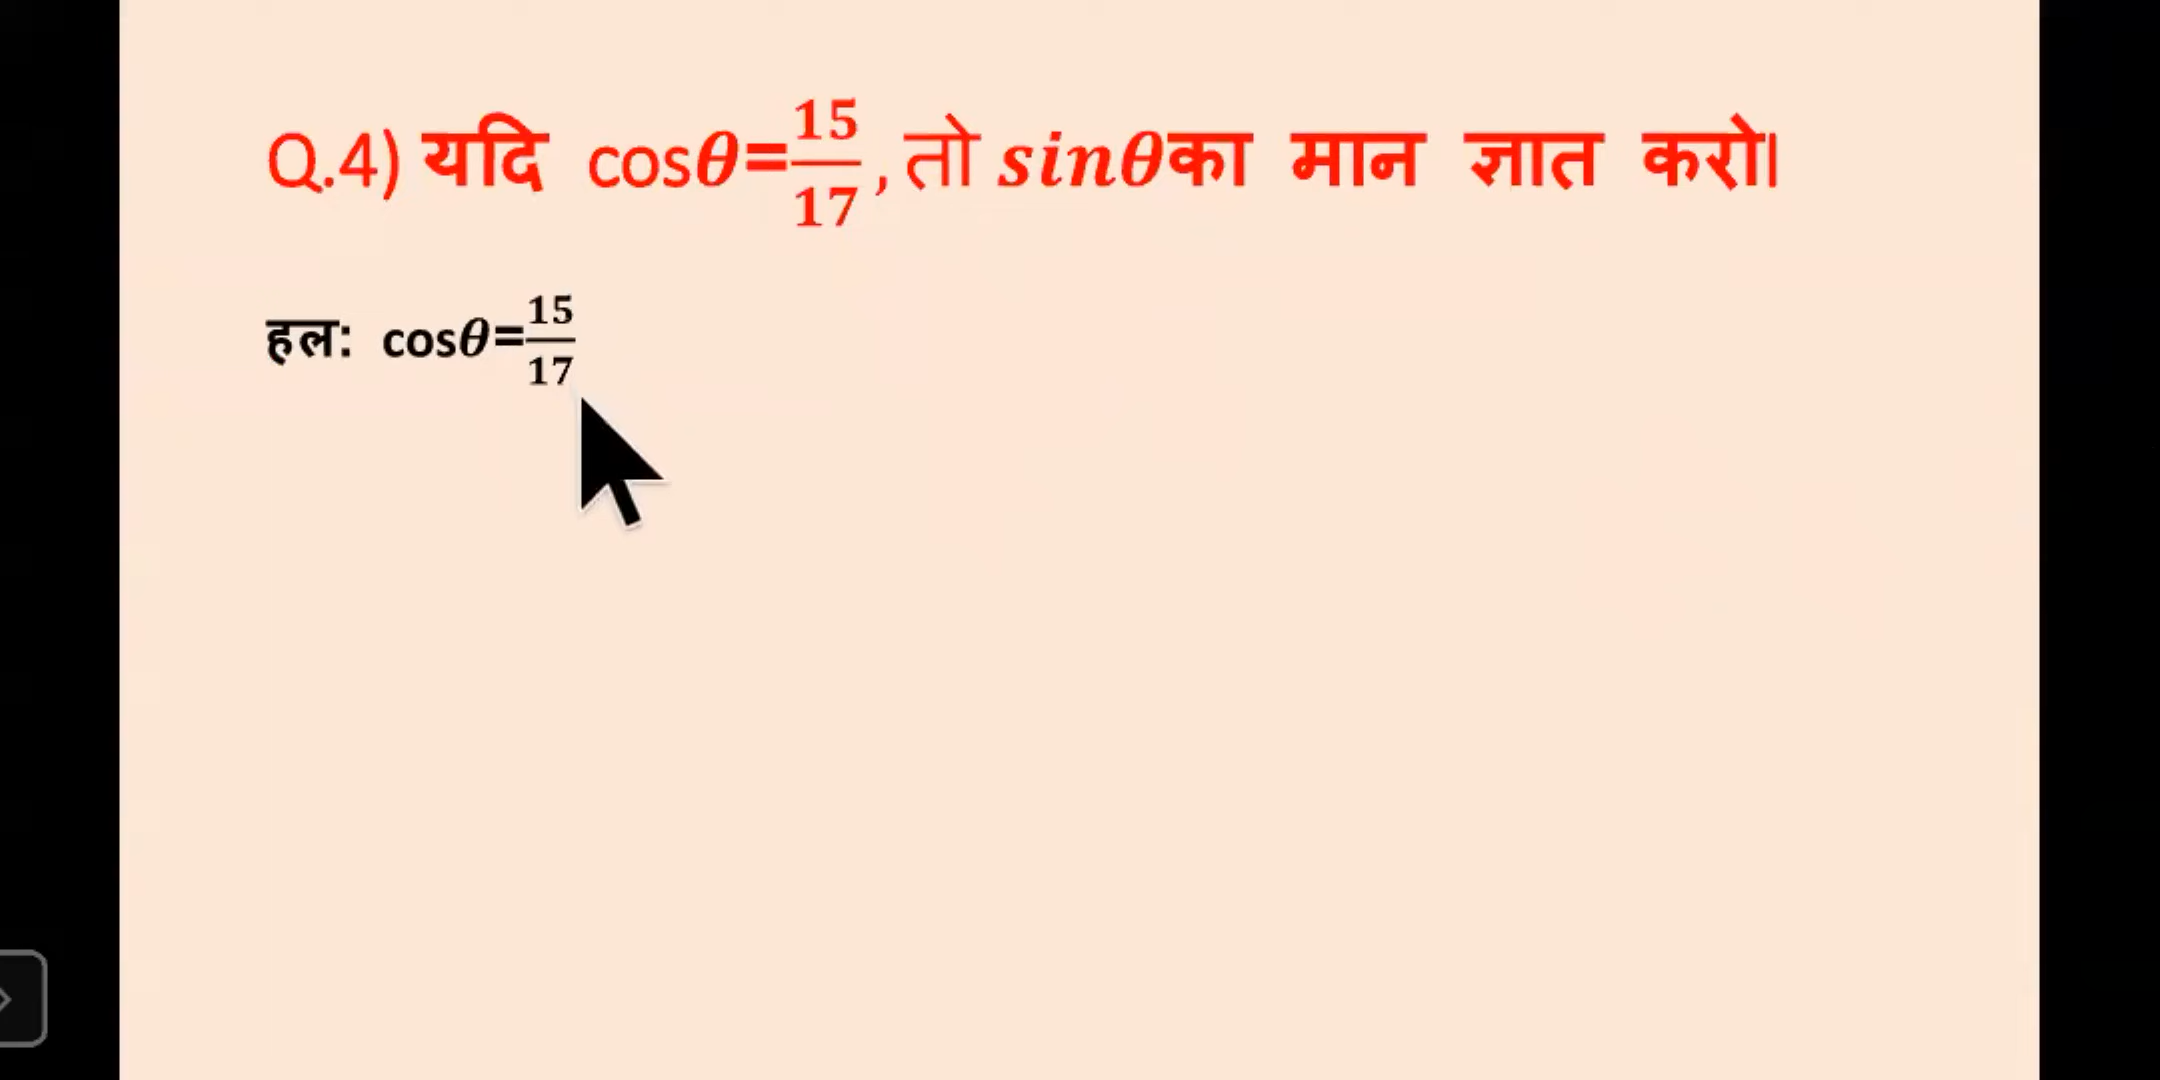 Q.4) यदि cosθ=15/17, तो sinθका मान ज्ञात करो।
हल: cosθ=15/17